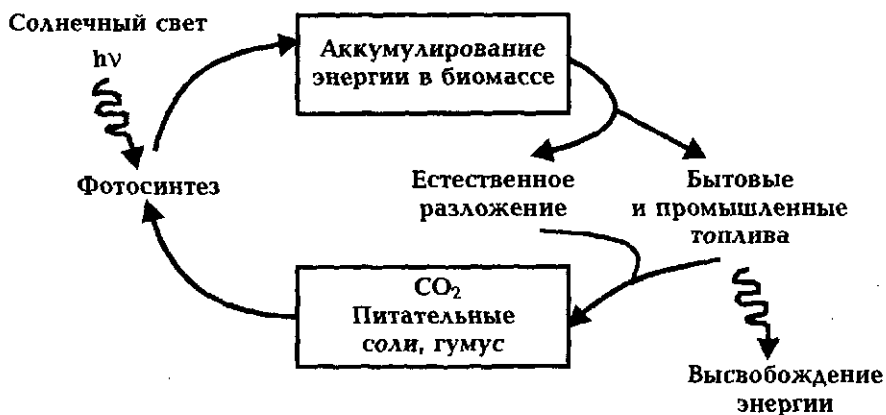 Солнечный свет
hν
Аккумулирование
энергии в биомассе
Фотосинтез
Естественное
разложение
Бытовые
и промышленные
топлива
CO₂
Питательные
соли, гумус
Высвобождение
энергии